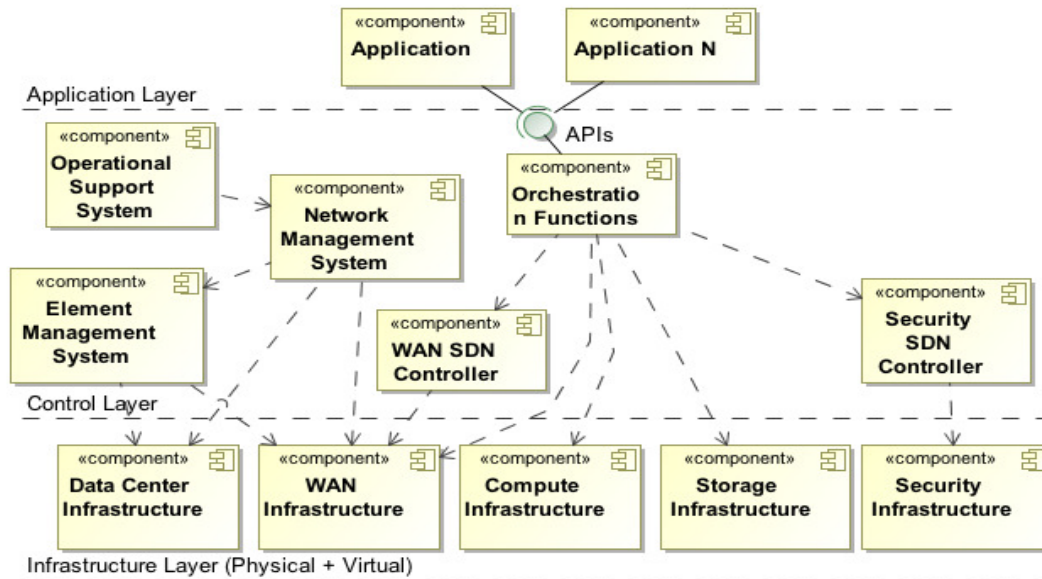 «component»
Application
«component»
Application N
Application Layer
APIs
«component»
Operational
Support
System
«component»
Network
Management
System
«component»
Orchestratio
n Functions
«component»
Element
Management
System
«component»
WAN SDN
Controller
«component»
Security
SDN
Controller
Control Layer
«component»
Data Center
Infrastructure
«component»
WAN
Infrastructure
«component»
Compute
Infrastructure
«component»
Storage
Infrastructure
«component»
Security
Infrastructure
Infrastructure Layer (Physical + Virtual)